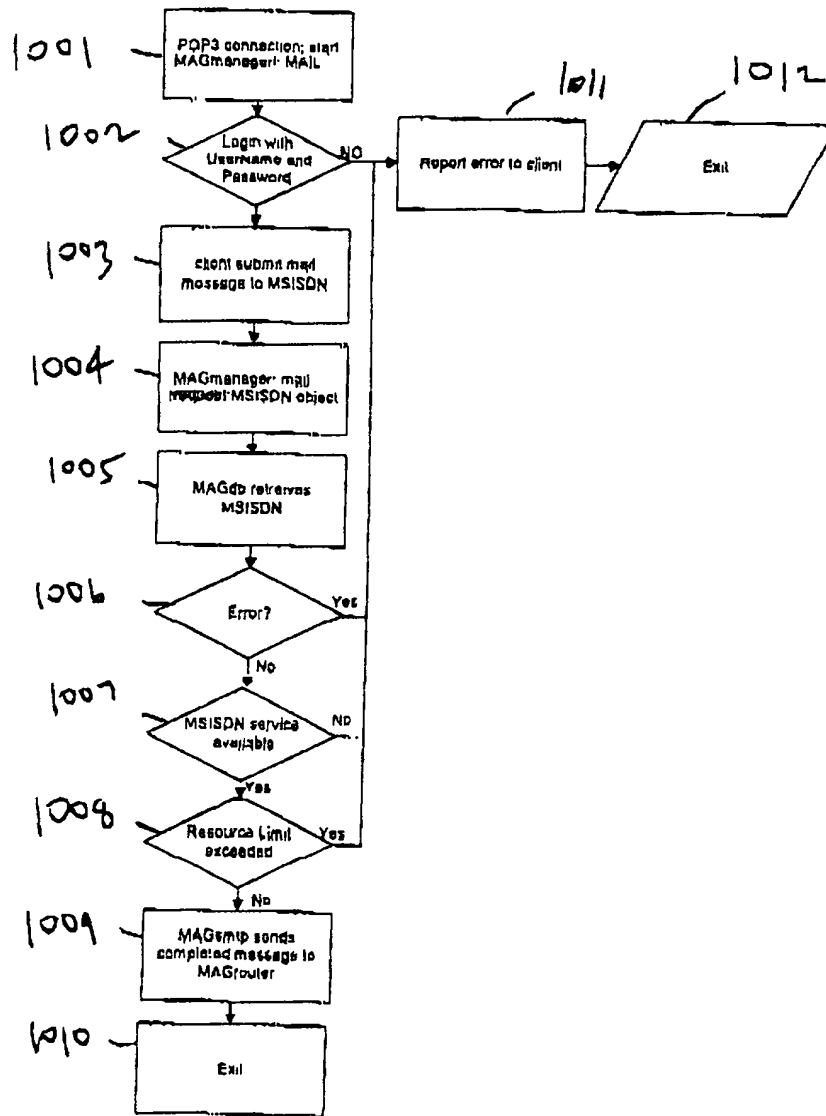 1001
POP3 connection; start
MAGmanager: MAIL
1002
Login with
Username and
Password
NO
1011
Report error to client
1012
Exit
1003
client submit mail
message to MSISDN
1004
MAGmanager: mail
request MSISDN object
1005
MAGdb retrieves
MSISDN
1006
Error?
Yes
No
1007
MSISDN service
available
No
Yes
1008
Resource Limit
exceeded
Yes
No
1009
MAGsmtp sends
completed message to
MAGrouter
1010
Exit